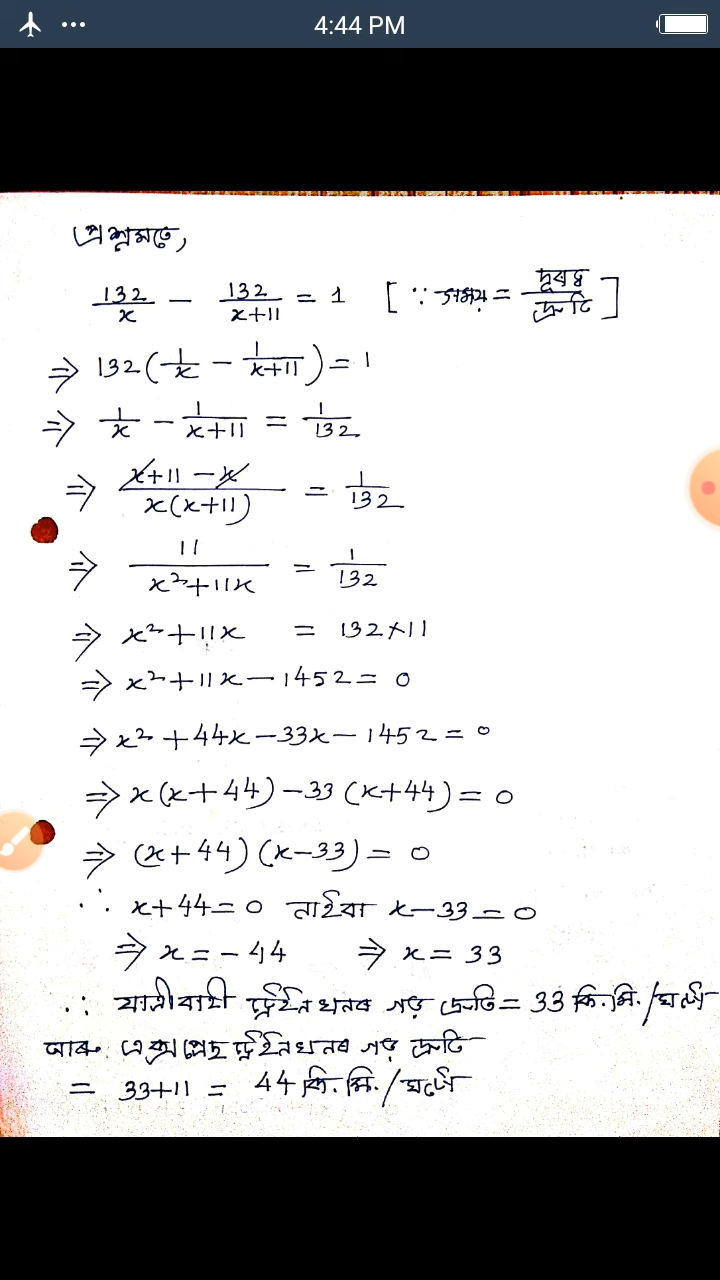 4:44 PM
প্ৰশ্নমতে,
132/x − 132/(x+11) = 1 [∵ সময় = দূৰত্ব/দ্ৰুতি]
⇒ 132(1/x − 1/(x+11)) = 1
⇒ 1/x − 1/(x+11) = 1/132
⇒ (x+11−x)/(x(x+11)) = 1/132
⇒ 11/(x²+11x) = 1/132
⇒ x²+11x = 132×11
⇒ x²+11x−1452= 0
⇒ x²+44x−33x−1452=0
⇒ x(x+44)−33(x+44)= 0
⇒ (x+44)(x−33)= 0
∴ x+44=0 নাইবা x−33=0
⇒ x=−44 ⇒ x= 33
∴ যাত্ৰীবাহী ট্ৰেইনখনৰ গড় দ্ৰুতি= 33 কি.মি./ঘণ্টা
আৰু এক্সপ্ৰেছ ট্ৰেইনখনৰ গড় দ্ৰুতি
= 33+11 = 44 কি.মি./ঘণ্টা